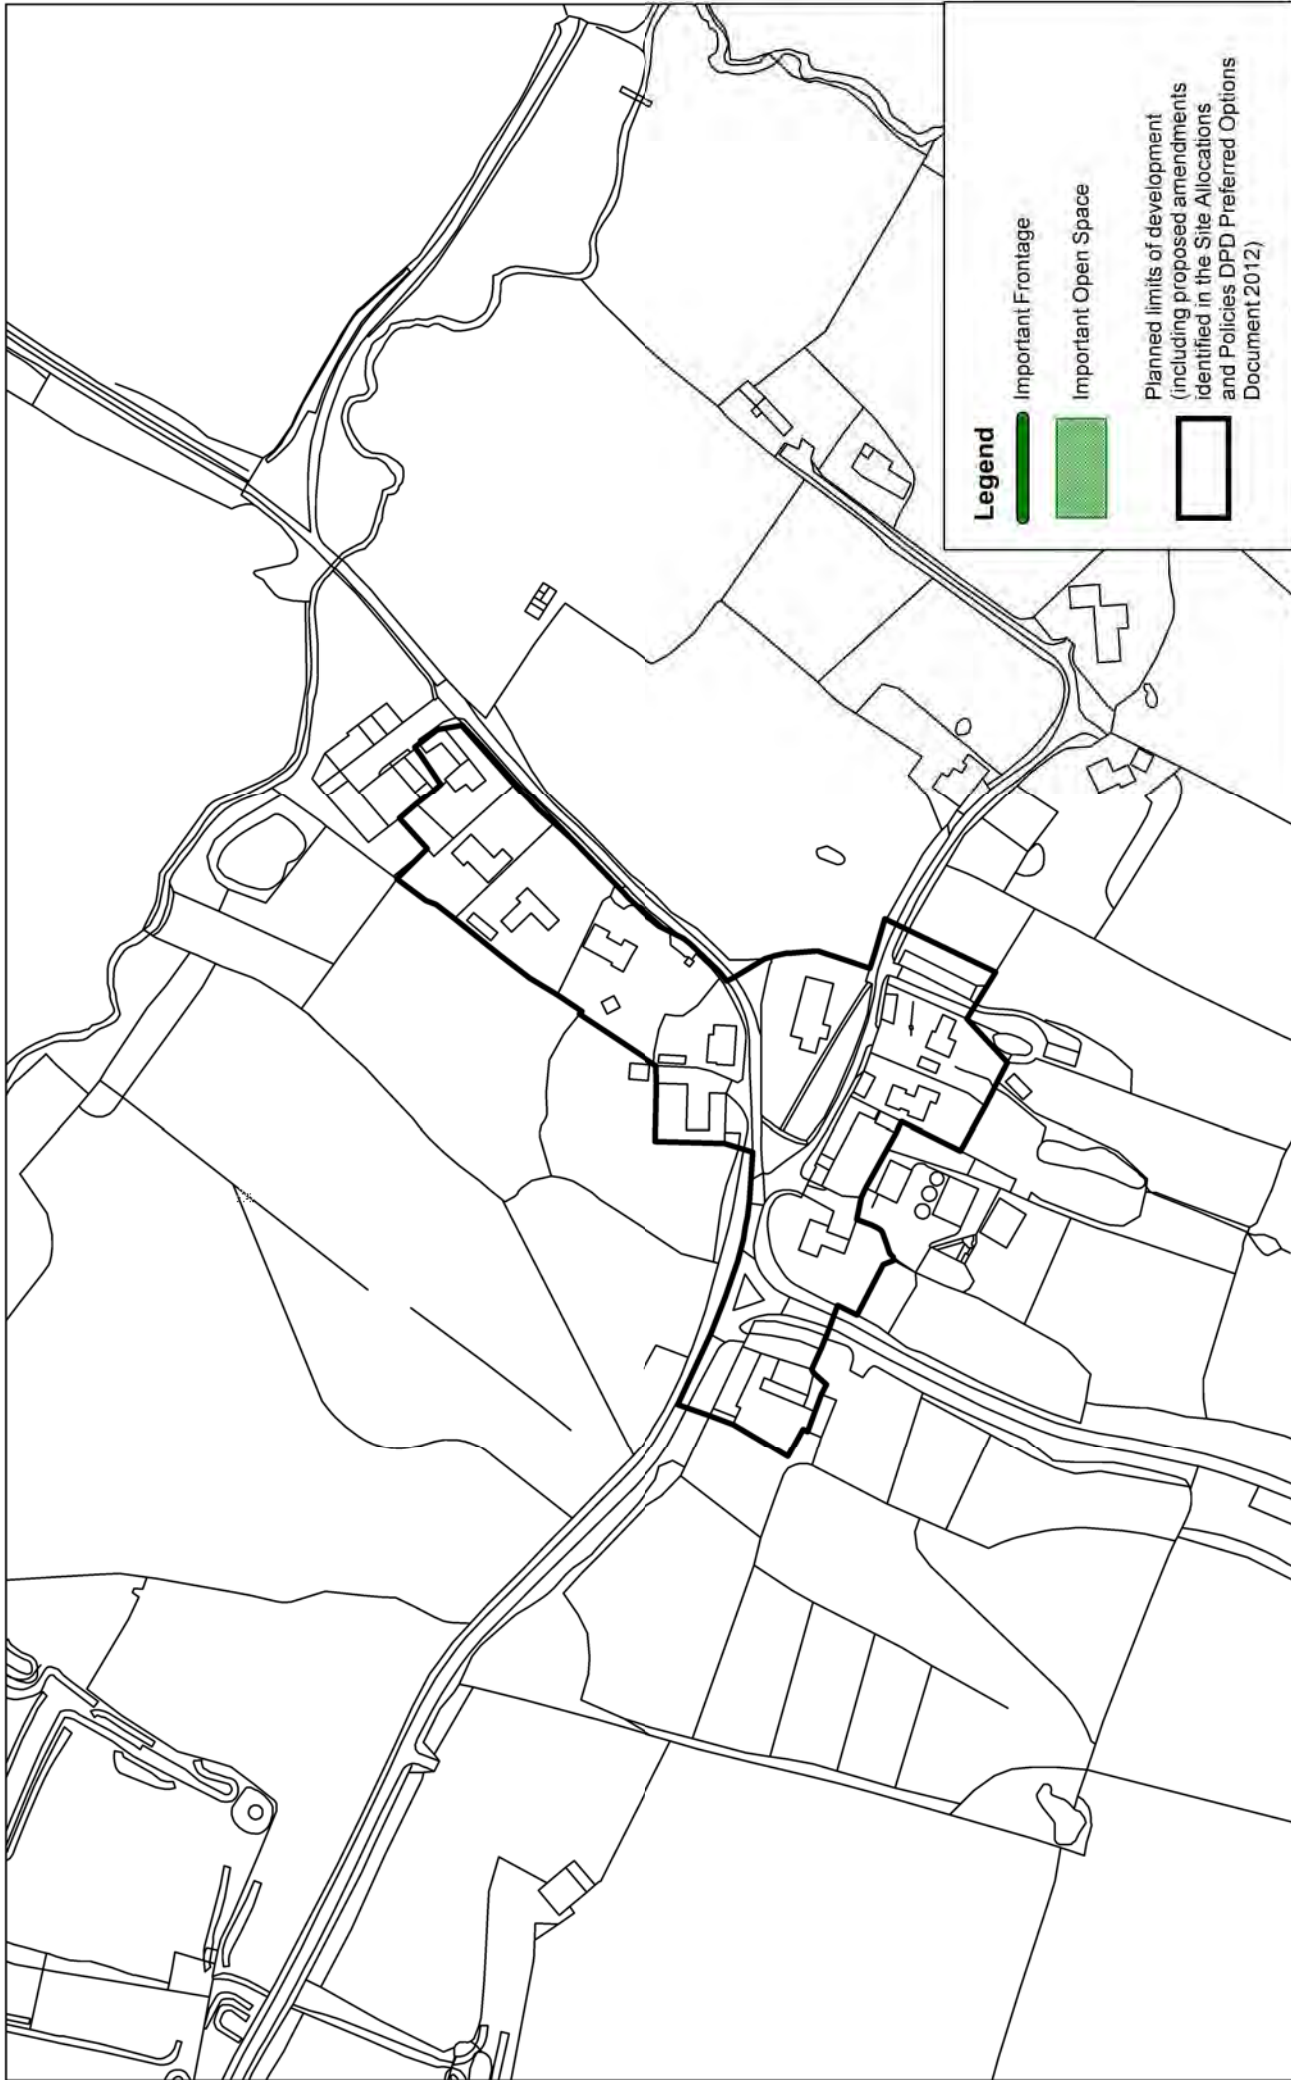 Legend
Important Frontage
Important Open Space
Planned limits of development
(including proposed amendments
identified in the Site Allocations
and Policies DPD Preferred Options
Document 2012)